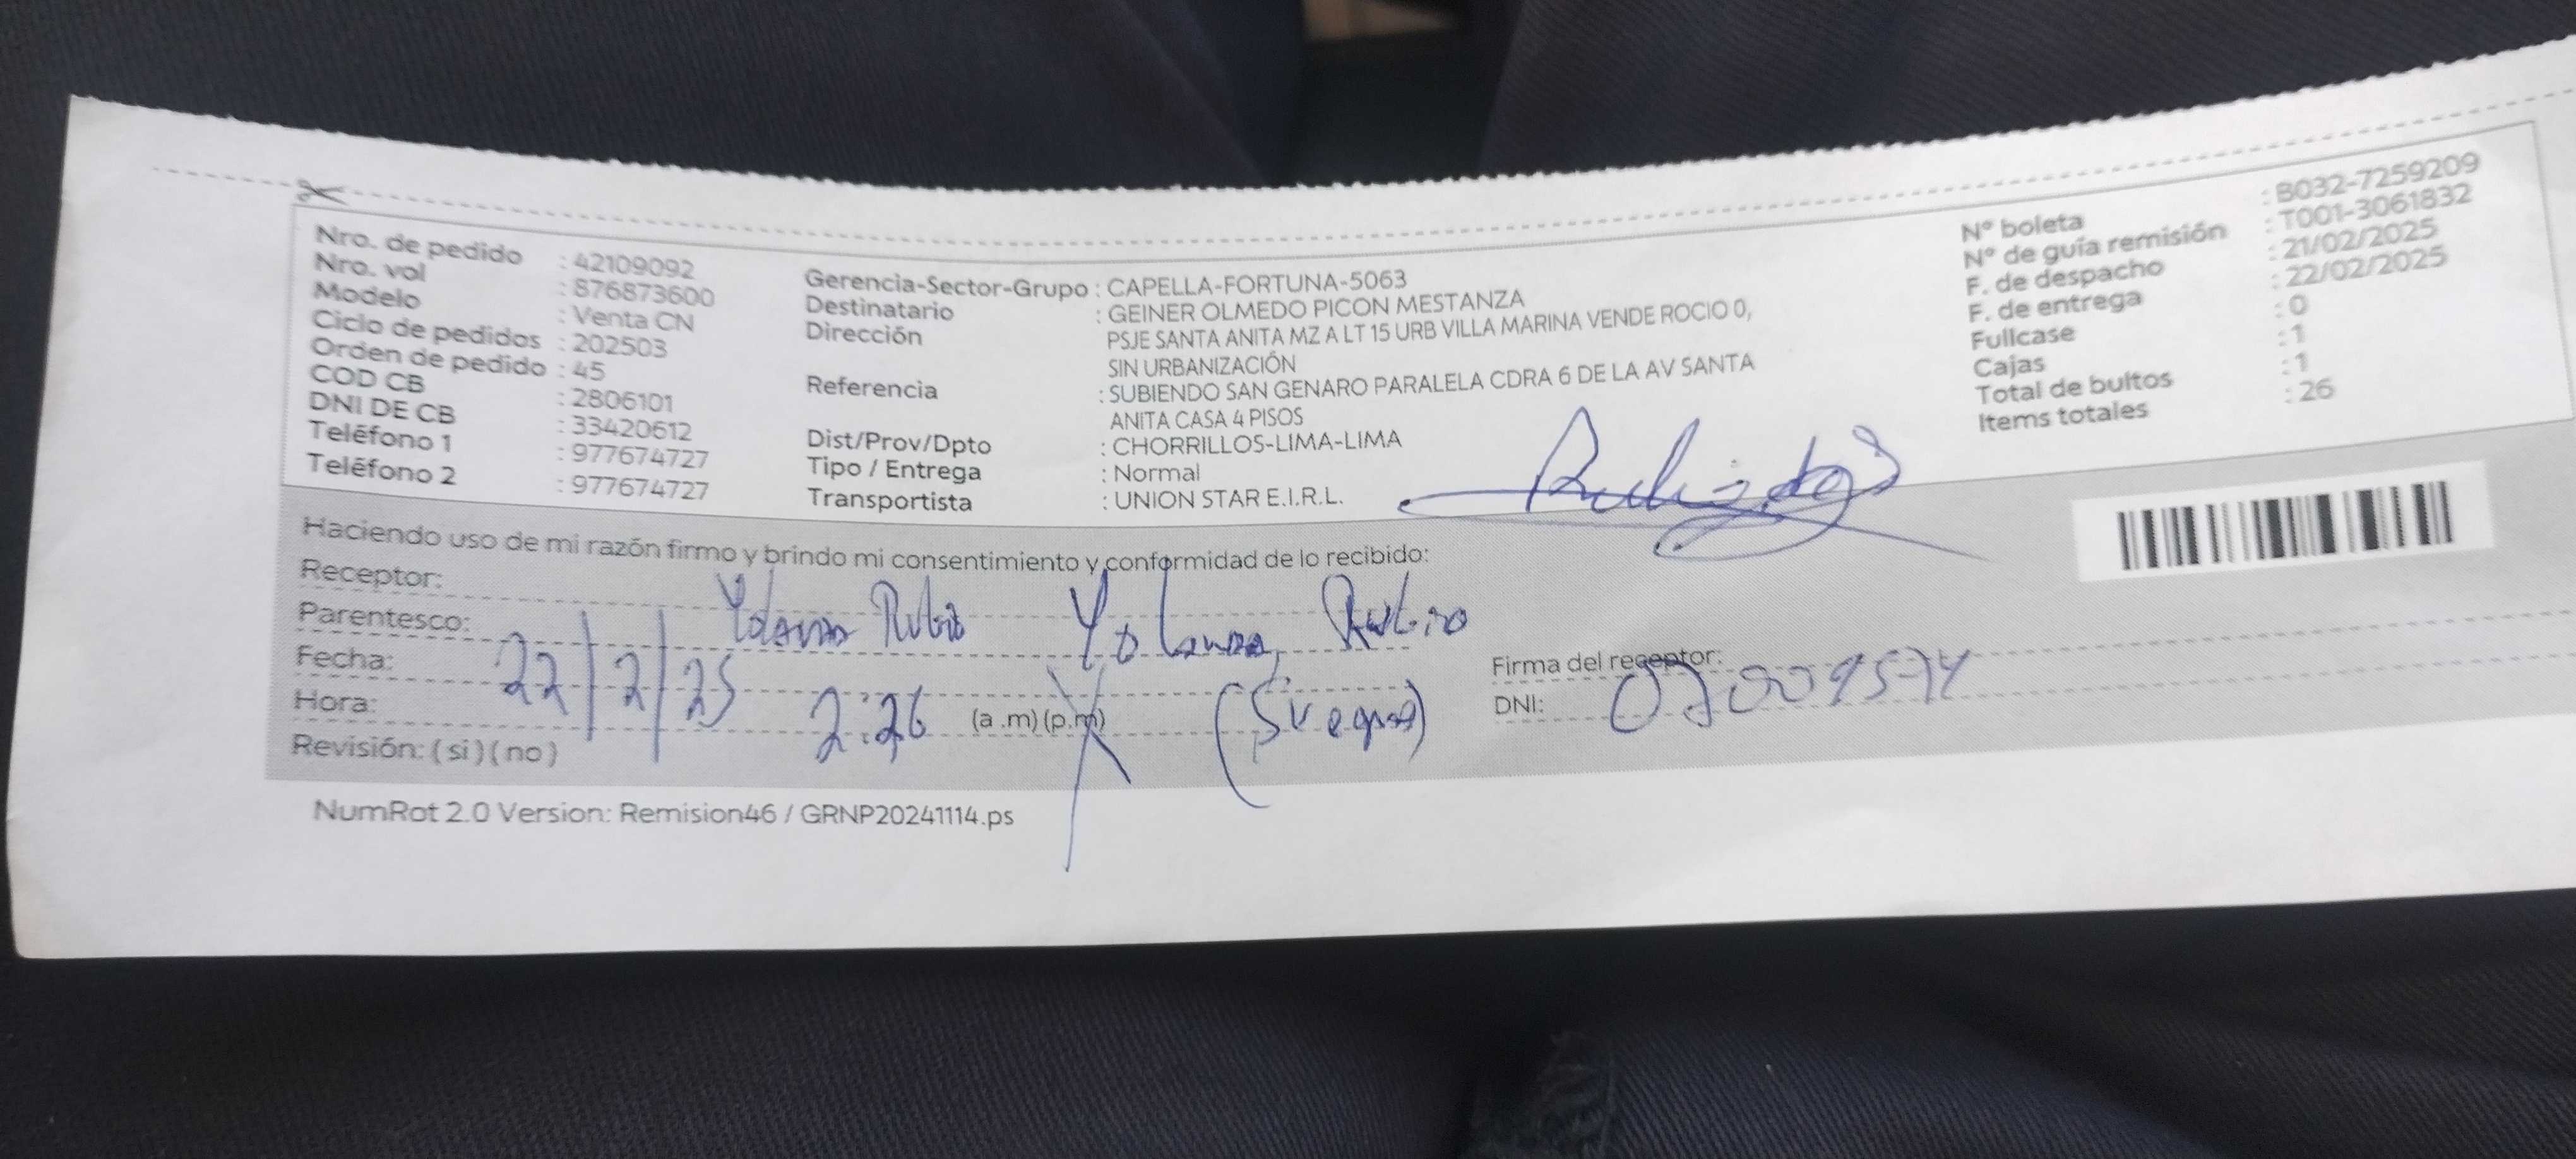 Nro. de pedido : 42109092
Nro. vol : 876873600
Modelo : Venta CN
Ciclo de pedidos : 202503
Orden de pedido : 45
COD CB : 2806101
DNI DE CB : 33420612
Teléfono 1 : 977674727
Teléfono 2 : 977674727
Gerencia-Sector-Grupo : CAPELLA-FORTUNA-5063
Destinatario : GEINER OLMEDO PICON MESTANZA
Dirección PSJE SANTA ANITA MZ A LT 15 URB VILLA MARINA VENDE ROCIO 0,
SIN URBANIZACIÓN
Referencia : SUBIENDO SAN GENARO PARALELA CDRA 6 DE LA AV SANTA
ANITA CASA 4 PISOS
Dist/Prov/Dpto : CHORRILLOS-LIMA-LIMA
Tipo / Entrega : Normal
Transportista : UNION STAR E.I.R.L.
N° boleta : B032-7259209
N° de guía remisión : T001-3061832
F. de despacho : 21/02/2025
F. de entrega : 22/02/2025
Fullcase : 0
Cajas : 1
Total de bultos : 1
Items totales : 26
Haciendo uso de mi razón firmo y brindo mi consentimiento y conformidad de lo recibido:
Receptor:
Parentesco: Rubio Rubio
Fecha: 22/2/25
Hora: 2:26 (a.m) (p.m) (Suegra)
Revisión: ( si ) ( no )
Firma del receptor:
DNI:
NumRot 2.0 Version: Remision46 / GRNP20241114.ps